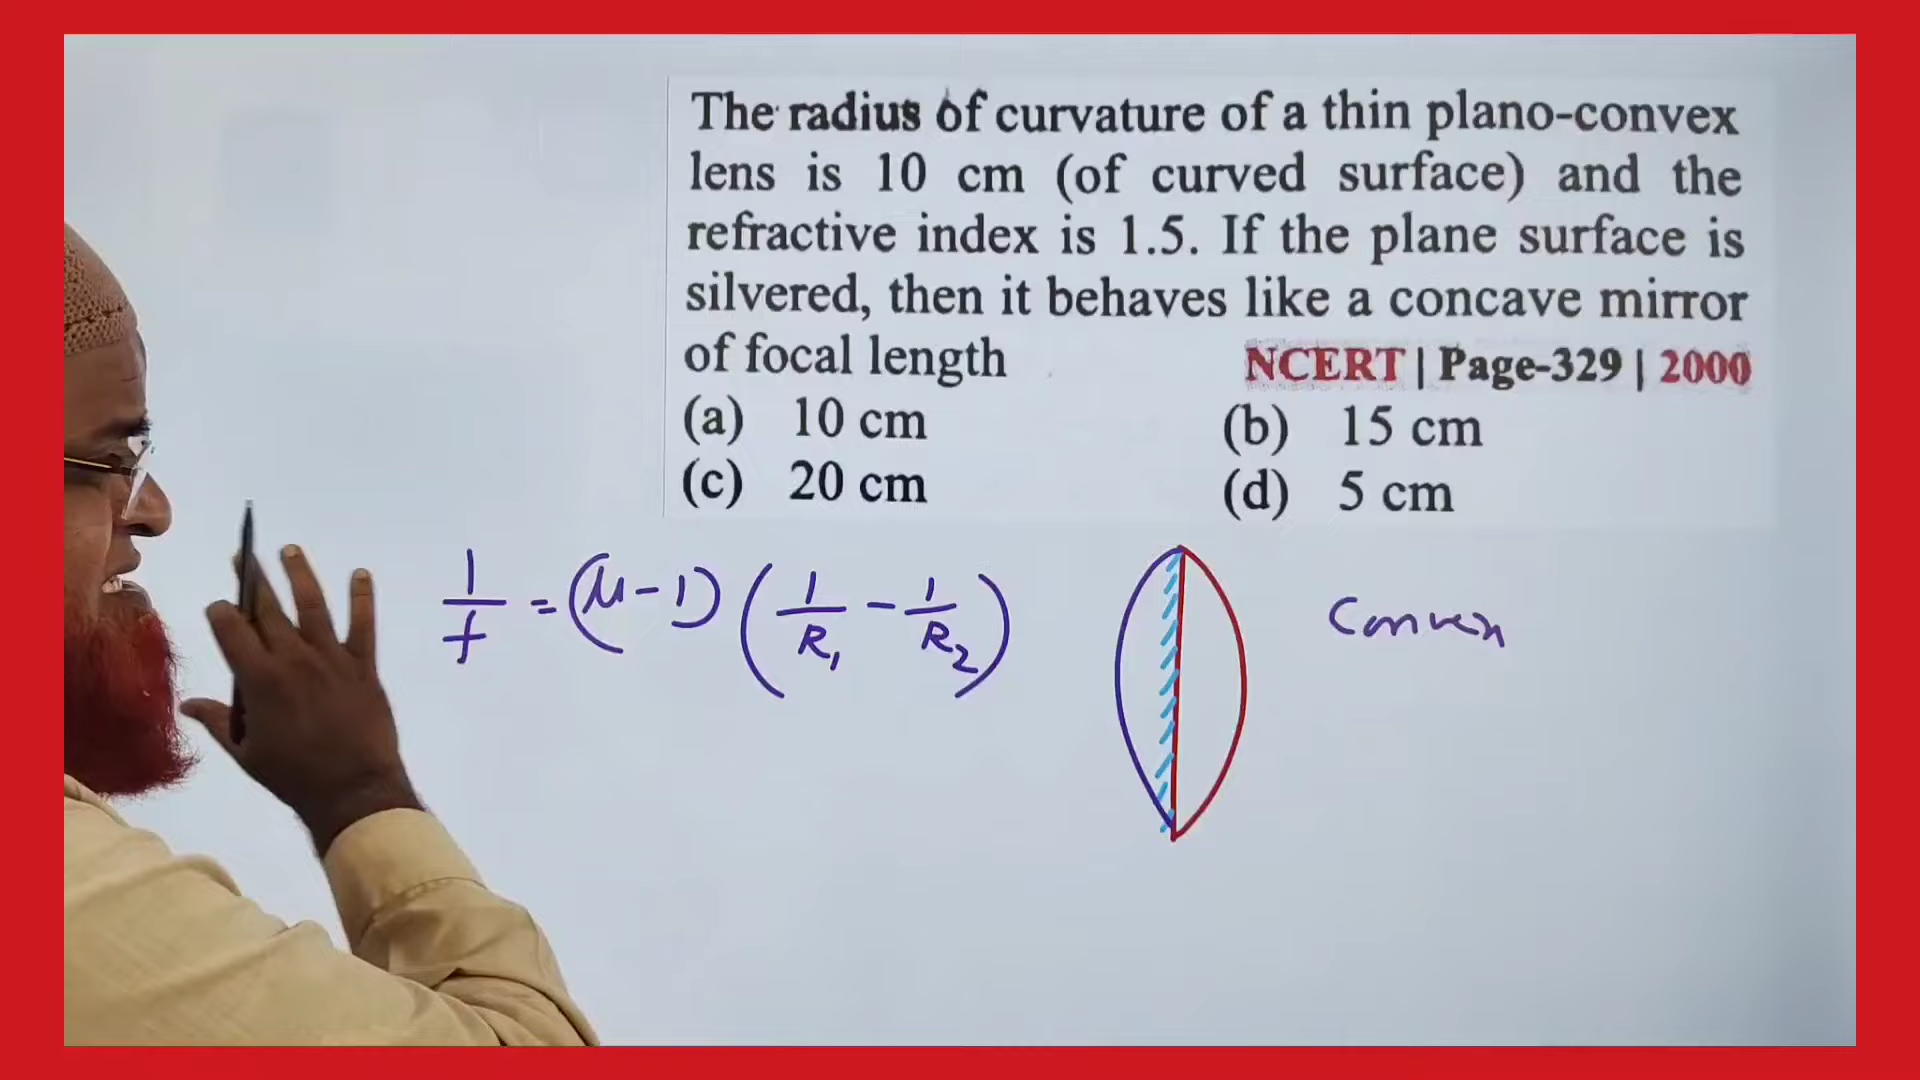 The radius of curvature of a thin plano-convex
lens is 10 cm (of curved surface) and the
refractive index is 1.5. If the plane surface is
silvered, then it behaves like a concave mirror
of focal length NCERT | Page-329 | 2000
(a) 10 cm (b) 15 cm
(c) 20 cm (d) 5 cm
1/f = (μ-1) (1/R₁ - 1/R₂)
Convex